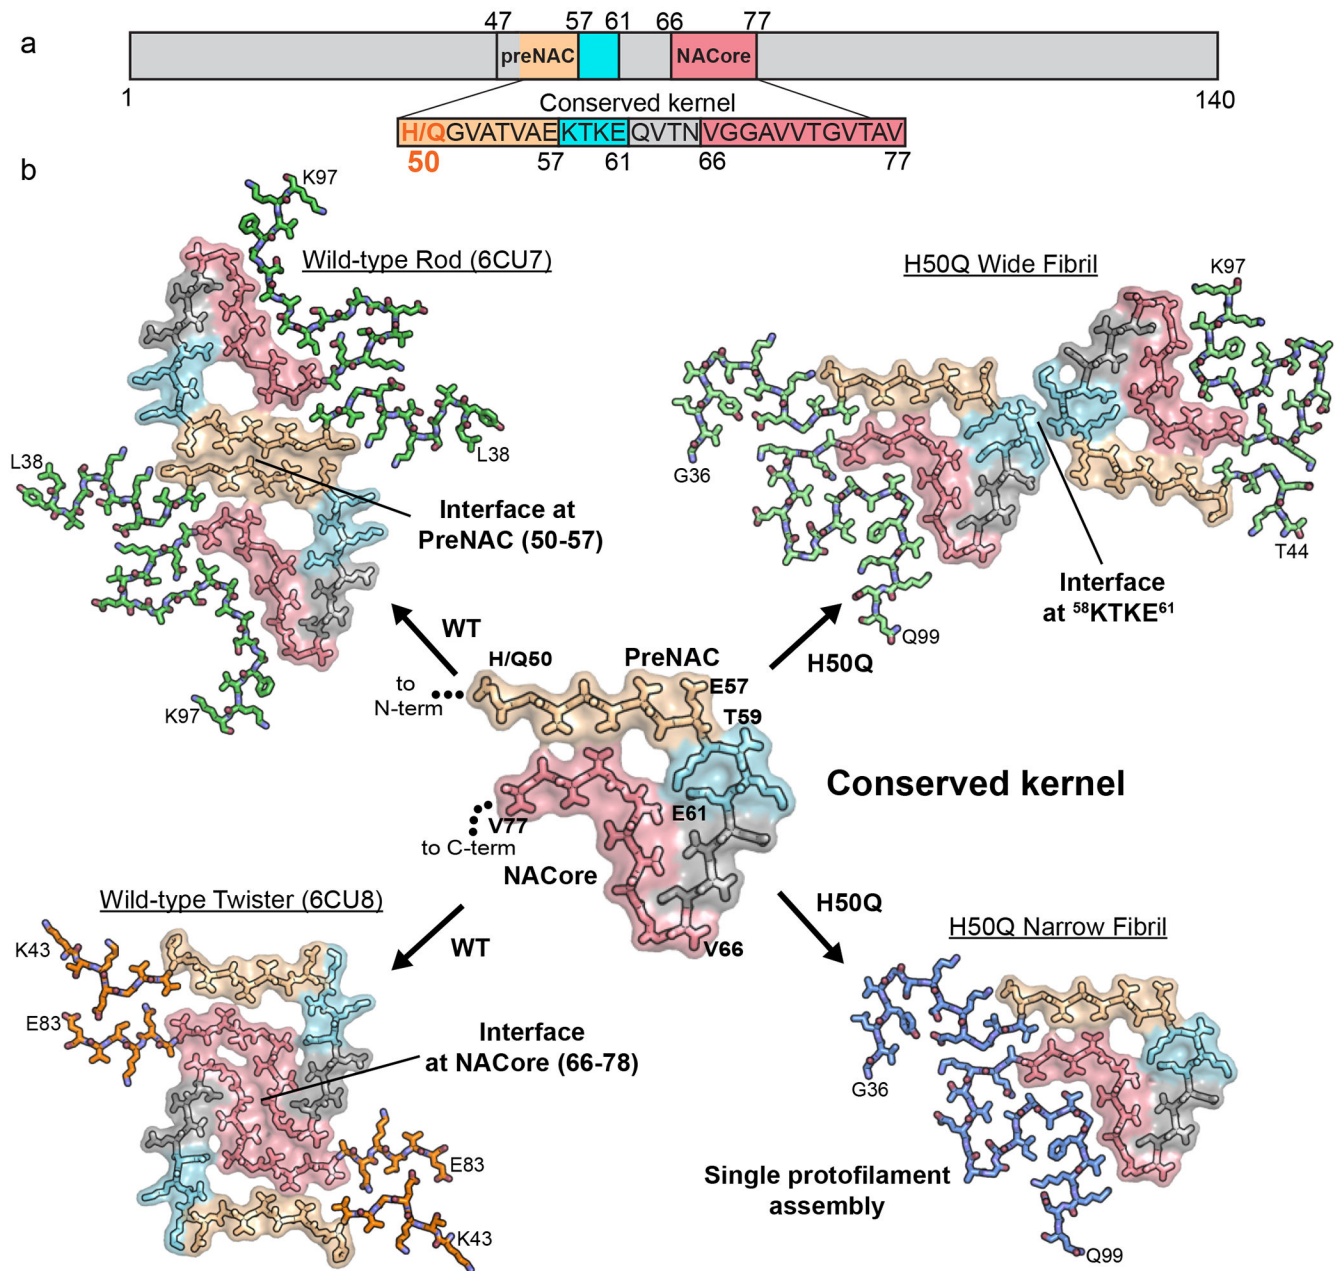 a
47 57 61 66 77
preNAC NACore
1 140
Conserved kernel
H/QGVATVAEKTKEQVTNVGGAVVTGVTAV
50 57 61 66 77
b
K97
Wild-type Rod (6CU7)
L38
L38
Interface at
PreNAC (50-57)
K97
WT
H50Q Wide Fibril
K97
G36
T44
Interface
at ⁵⁸KTKE⁶¹
Q99
H50Q
H/Q50
PreNAC
to
N-term
E57
T59
E61
V77
to C-term
NACore
V66
Conserved kernel
Wild-type Twister (6CU8)
WT
K43
E83
Interface
at NACore (66-78)
E83
K43
H50Q
H50Q Narrow Fibril
G36
Single protofilament
assembly
Q99